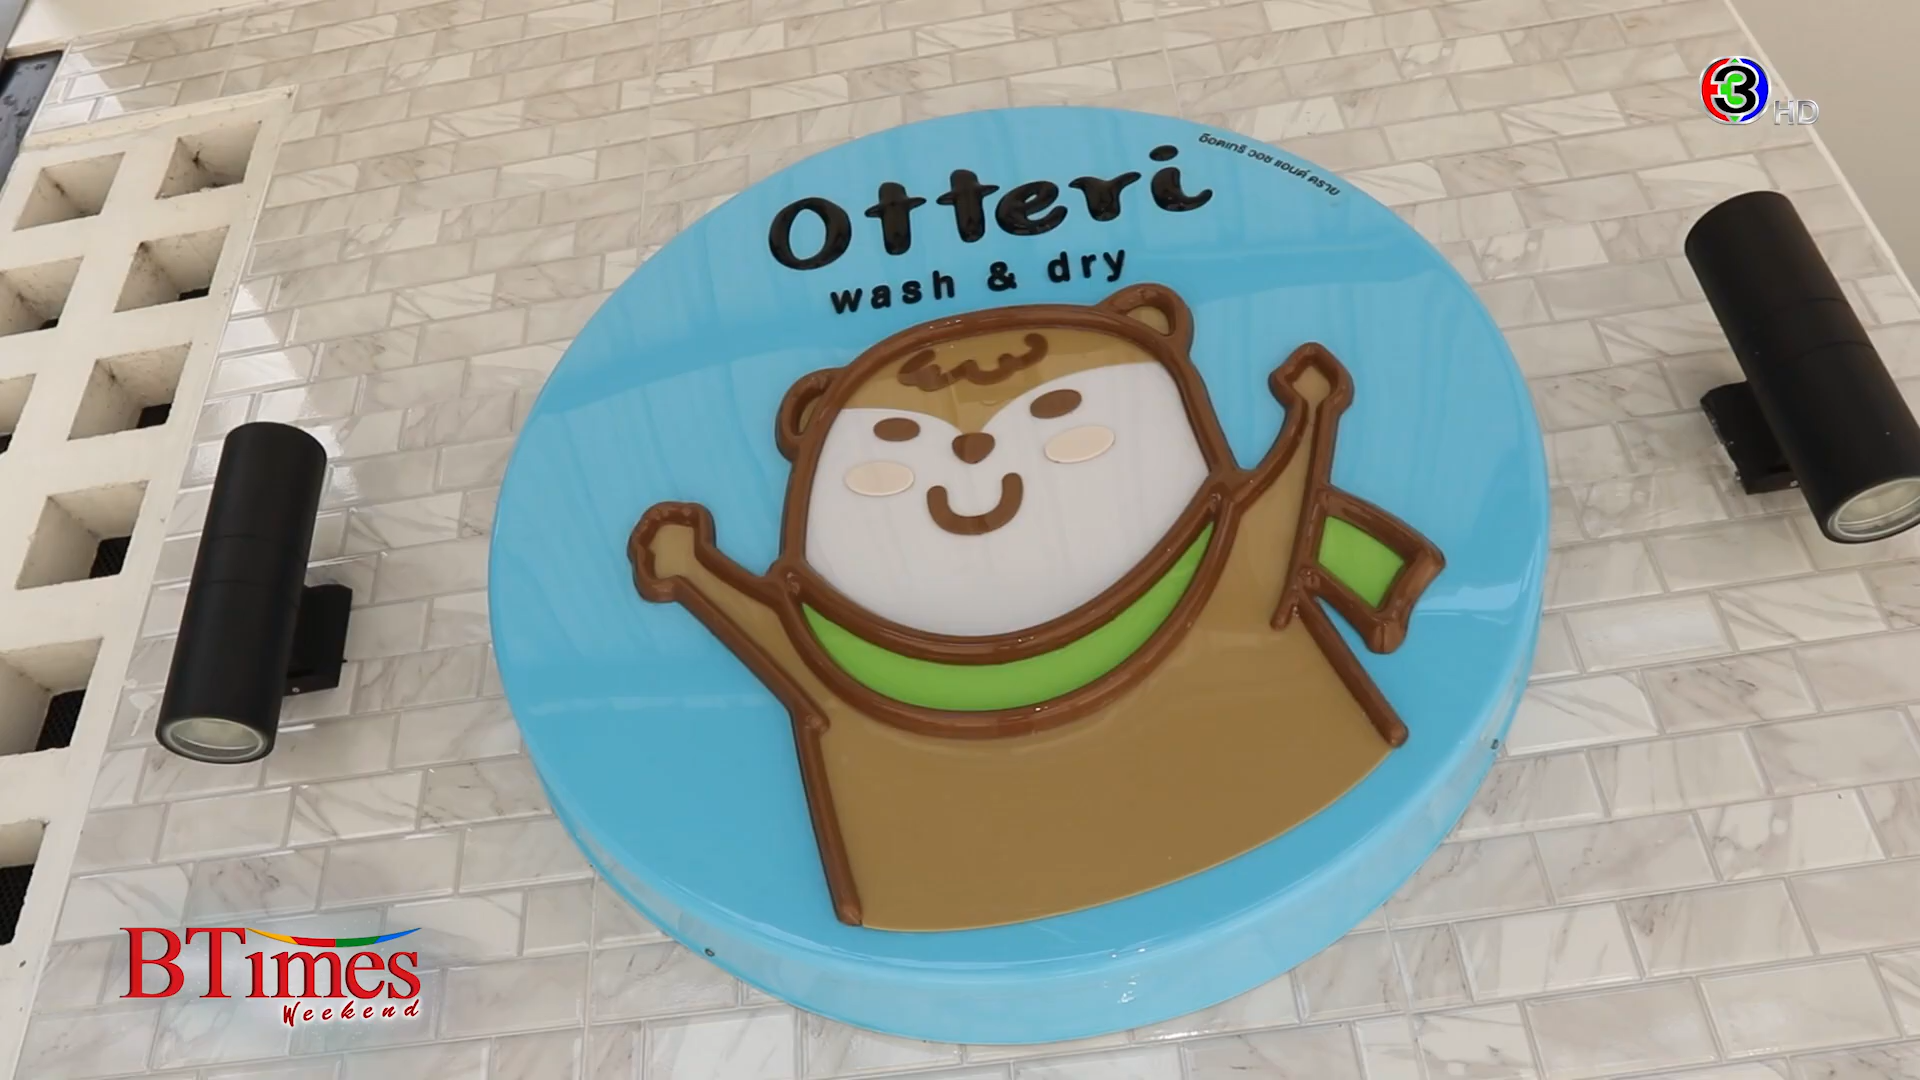 3 HD
Otteri
อ๊อตเทริ วอช แอนด์ ดราย
wash & dry
BTimes
Weekend